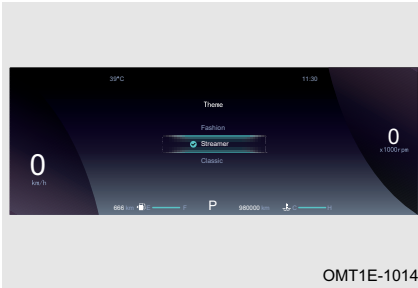 39°C 11:30
Theme
Fashion
Streamer
Classic
0
km/h
0
x1000rpm
666 km E F P 980000 km C H
OMT1E-1014